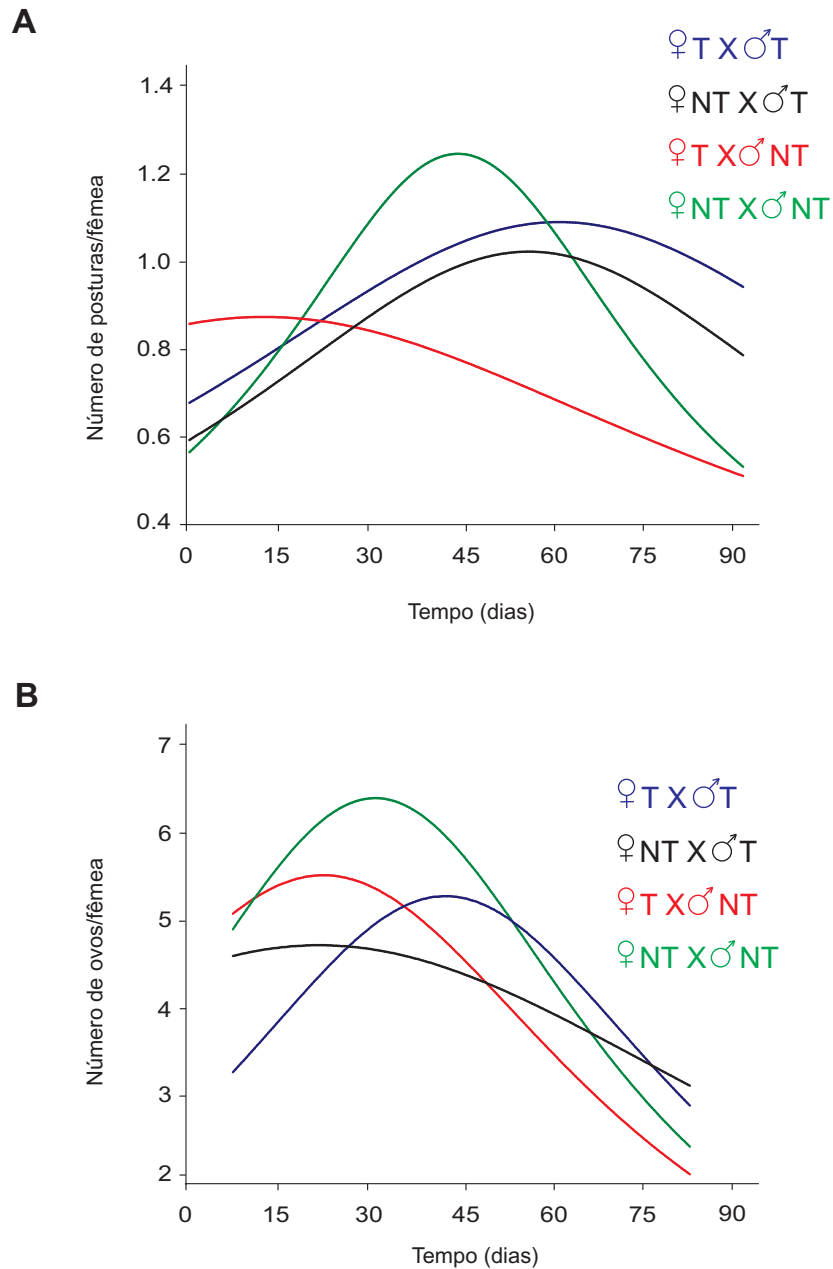 A
♀T X♂T
♀NT X♂T
♀T X♂NT
♀NT X♂NT
Número de posturas/fêmea
1.4
1.2
1.0
0.8
0.6
0.4
0 15 30 45 60 75 90
Tempo (dias)
B
♀T X♂T
♀NT X♂T
♀T X♂NT
♀NT X♂NT
Número de ovos/fêmea
7
6
5
4
3
2
0 15 30 45 60 75 90
Tempo (dias)